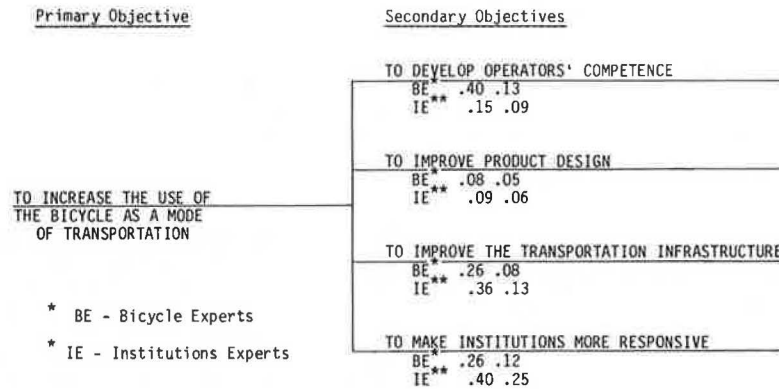 Primary Objective
Secondary Objectives
TO DEVELOP OPERATORS' COMPETENCE
BE* .40 .13
IE** .15 .09
TO IMPROVE PRODUCT DESIGN
BE* .08 .05
IE** .09 .06
TO INCREASE THE USE OF
THE BICYCLE AS A MODE
OF TRANSPORTATION
TO IMPROVE THE TRANSPORTATION INFRASTRUCTURE
BE* .26 .08
IE** .36 .13
* BE - Bicycle Experts
* IE - Institutions Experts
TO MAKE INSTITUTIONS MORE RESPONSIVE
BE* .26 .12
IE** .40 .25